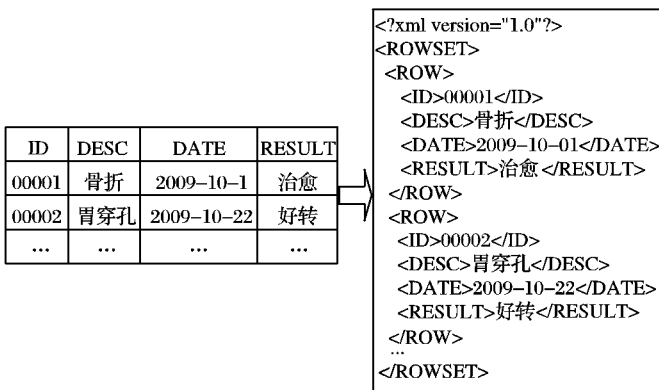 ID DESC DATE RESULT
00001 骨折 2009-10-1 治愈
00002 胃穿孔 2009-10-22 好转
... ... ... ...
<?xml version="1.0"?>
<ROWSET>
<ROW>
<ID>00001</ID>
<DESC>骨折</DESC>
<DATE>2009-10-01</DATE>
<RESULT>治愈</RESULT>
</ROW>
<ROW>
<ID>00002</ID>
<DESC>胃穿孔</DESC>
<DATE>2009-10-22</DATE>
<RESULT>好转</RESULT>
</ROW>
...
</ROWSET>